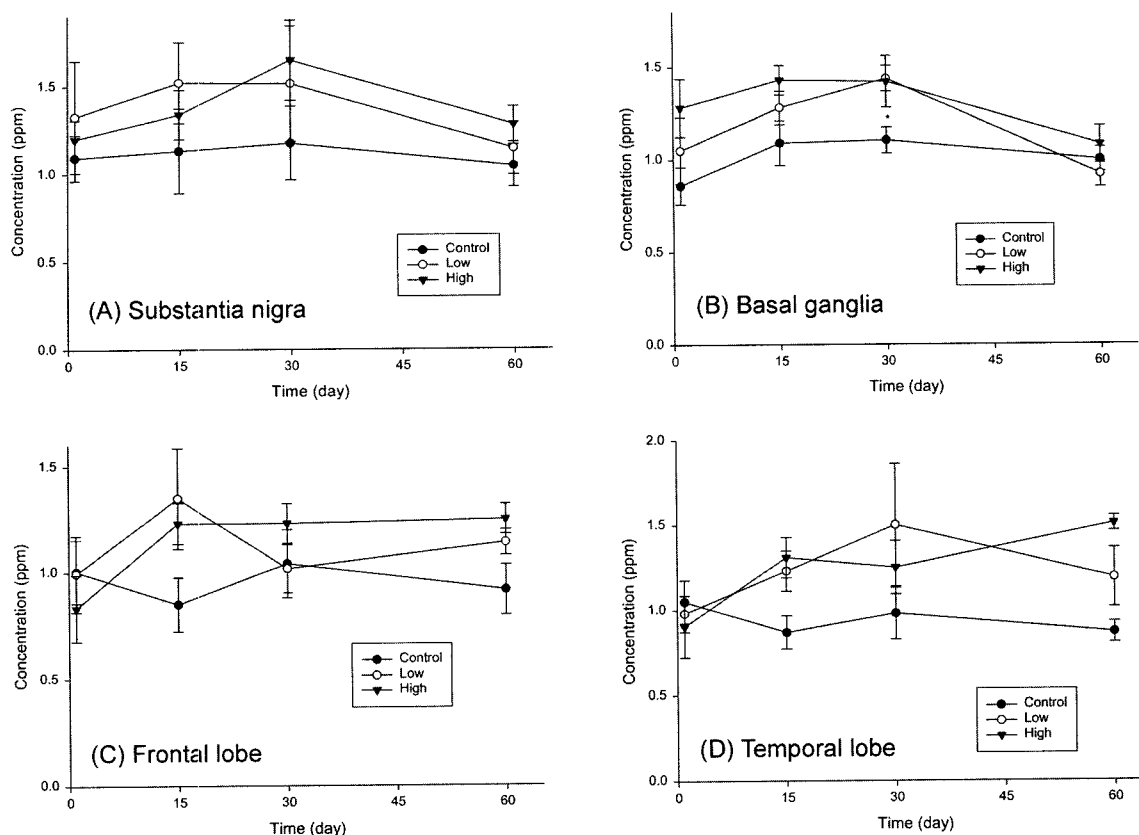 Concentration (ppm)
1.5
1.0
0.5
0.0
0 15 30 45 60
Time (day)
Control
Low
High
(A) Substantia nigra
Concentration (ppm)
1.5
1.0
0.5
0.0
*
0 15 30 45 60
Time (day)
Control
Low
High
(B) Basal ganglia
Concentration (ppm)
1.5
1.0
0.5
0.0
0 15 30 45 60
Time (day)
Control
Low
High
(C) Frontal lobe
Concentration (ppm)
2.0
1.5
1.0
0.5
0.0
0 15 30 45 60
Time (day)
Control
Low
High
(D) Temporal lobe